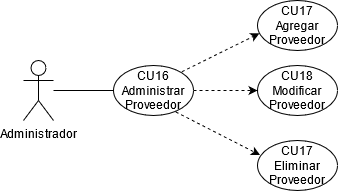 CU17
Agregar
Proveedor
CU16
Administrar
Proveedor
CU18
Modificar
Proveedor
Administrador
CU17
Eliminar
Proveedor